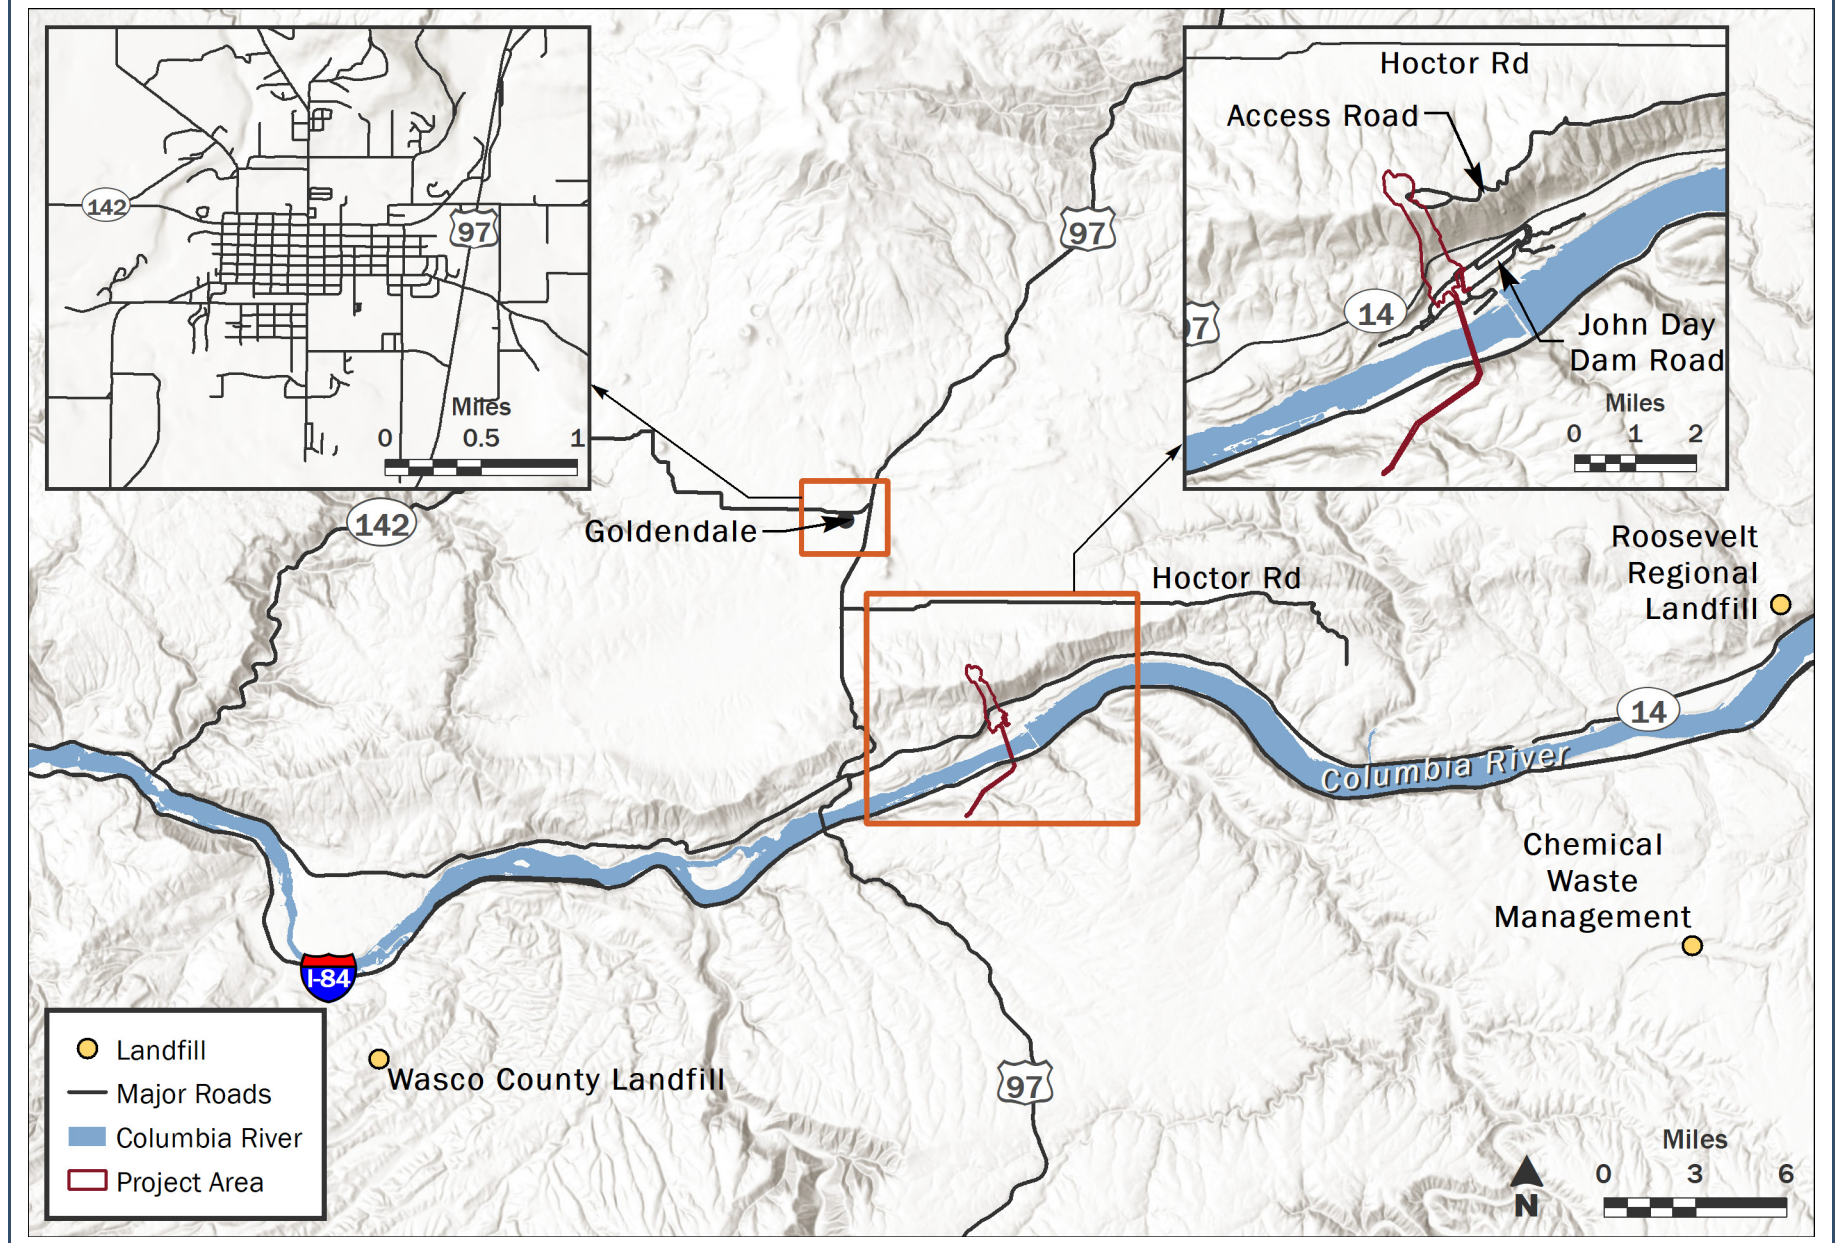 142
97
Miles
0 0.5 1
Hoctor Rd
Access Road
14
97
John Day
Dam Road
Miles
0 1 2
97
142
Goldendale
Hoctor Rd
Roosevelt
Regional
Landfill
14
Columbia River
Chemical
Waste
Management
I-84
Wasco County Landfill
97
Landfill
Major Roads
Columbia River
Project Area
Miles
0 3 6
N